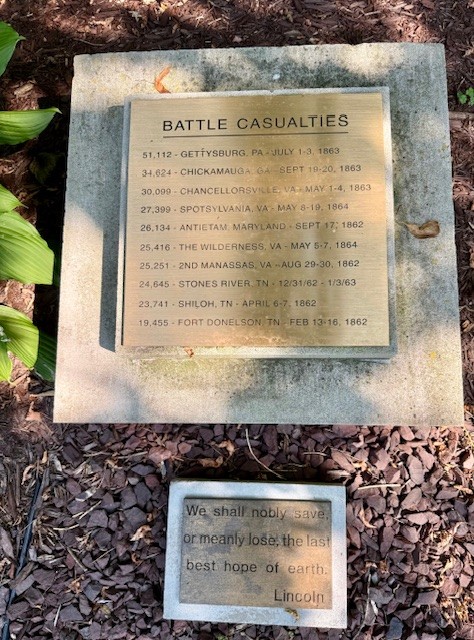 BATTLE CASUALTIES
51,112 - GETTYSBURG, PA - JULY 1-3, 1863
34,624 - CHICKAMAUGA, GA - SEPT 19-20, 1863
30,099 - CHANCELLORSVILLE, VA - MAY 1-4, 1863
27,399 - SPOTSYLVANIA, VA - MAY 8-19, 1864
26,134 - ANTIETAM, MARYLAND - SEPT 17, 1862
25,416 - THE WILDERNESS, VA - MAY 5-7, 1864
25,251 - 2ND MANASSAS, VA - AUG 29-30, 1862
24,645 - STONES RIVER, TN - 12/31/62 - 1/3/63
23,741 - SHILOH, TN - APRIL 6-7, 1862
19,455 - FORT DONELSON, TN - FEB 13-16, 1862
We shall nobly save,
or meanly lose, the last
best hope of earth.
Lincoln